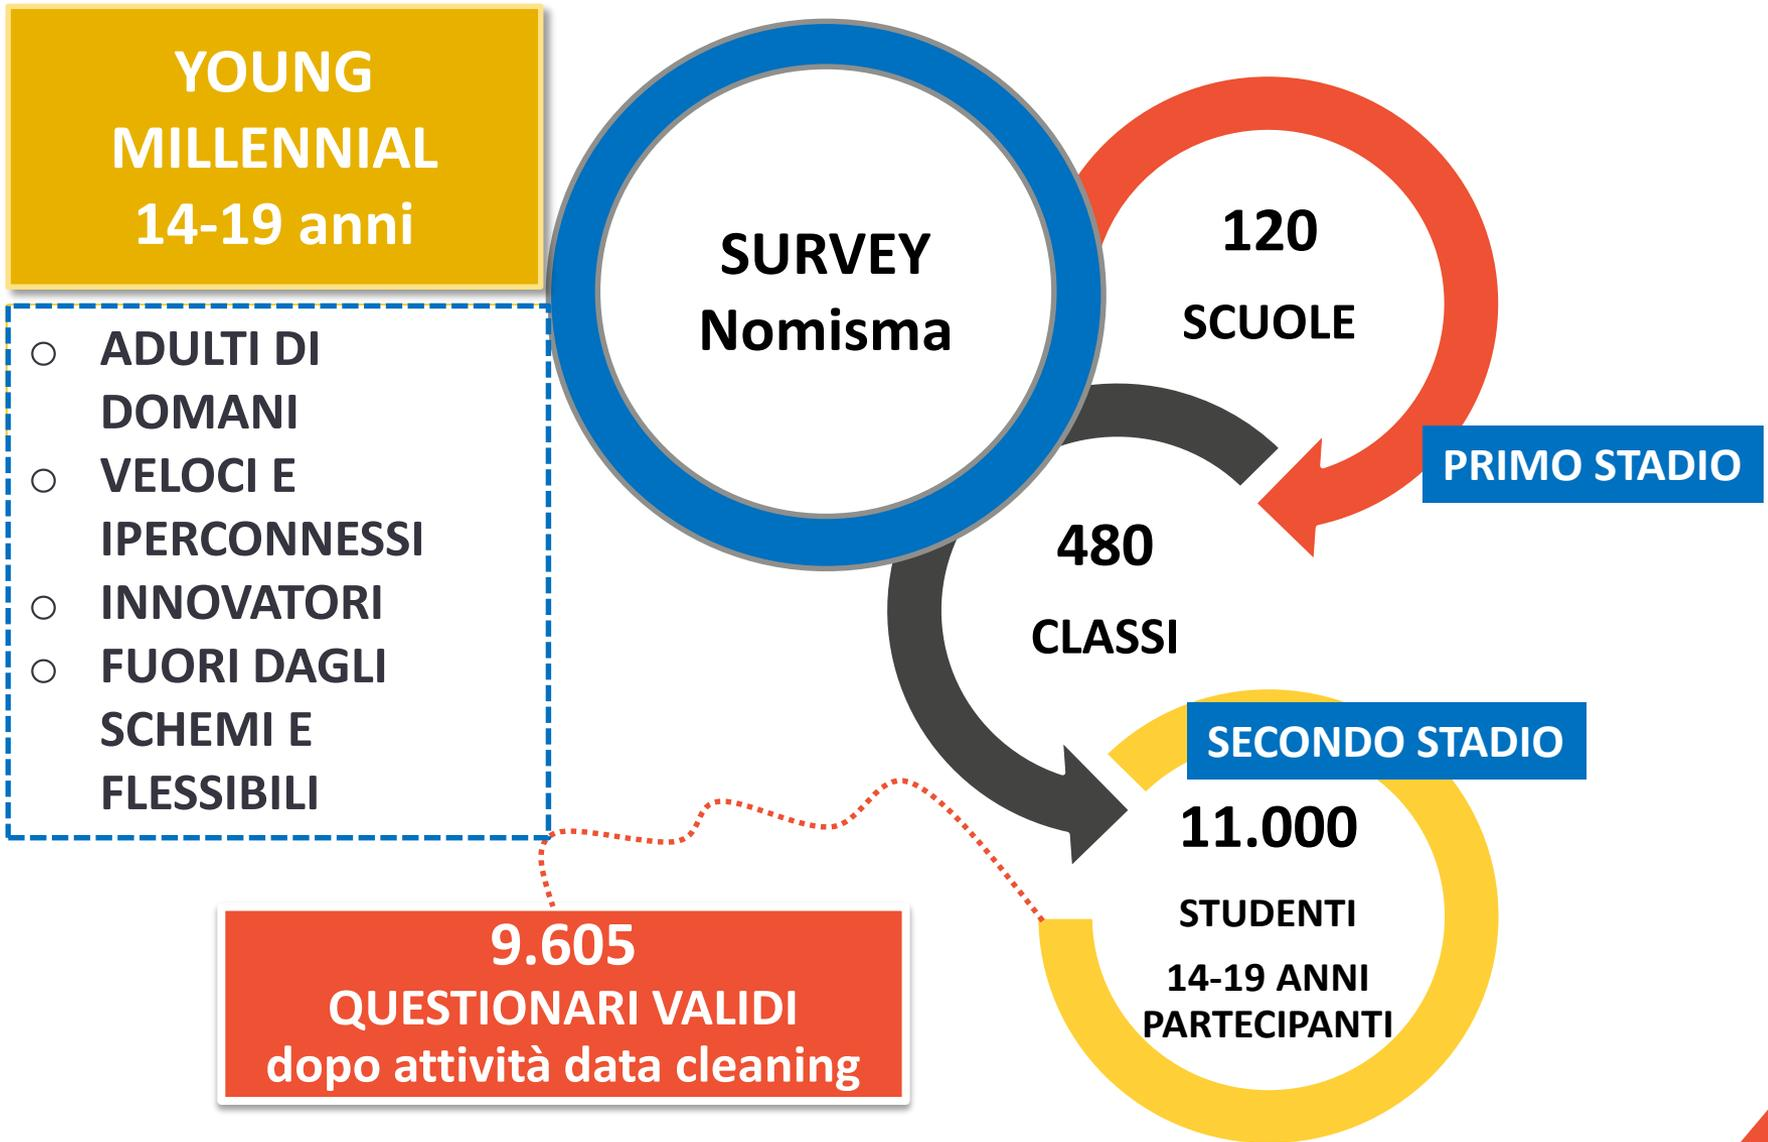 YOUNG
MILLENNIAL
14-19 anni
○ ADULTI DI
DOMANI
○ VELOCI E
IPERCONNESSI
○ INNOVATORI
○ FUORI DAGLI
SCHEMI E
FLESSIBILI
SURVEY
Nomisma
120
SCUOLE
PRIMO STADIO
480
CLASSI
SECONDO STADIO
11.000
STUDENTI
14-19 ANNI
PARTECIPANTI
9.605
QUESTIONARI VALIDI
dopo attività data cleaning